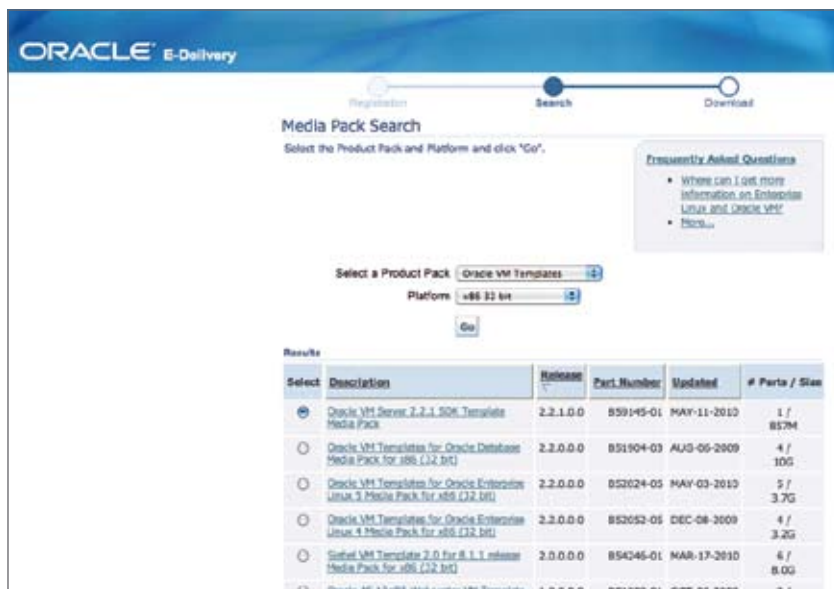 ORACLE E-Delivery
Registration
Search
Download
Media Pack Search
Select the Product Pack and Platform and click "Go".
Frequently Asked Questions
Where can I get more
information on Enterprise
Linux and Oracle VM?
More...
Select a Product Pack Oracle VM Templates
Platform x86 32 bit
Go
Results
Select Description Release Part Number Updated # Parts / Size
Oracle VM Server 2.2.1 SDK Template
Media Pack
2.2.1.0.0 B59145-01 MAY-11-2010 1 /
857M
Oracle VM Templates for Oracle Database
Media Pack for x86 (32 bit)
2.2.0.0.0 B51904-03 AUG-06-2009 4 /
10G
Oracle VM Templates for Oracle Enterprise
Linux 5 Media Pack for x86 (32 bit)
2.2.0.0.0 B52024-05 MAY-03-2010 5 /
3.7G
Oracle VM Templates for Oracle Enterprise
Linux 4 Media Pack for x86 (32 bit)
2.2.0.0.0 B52052-05 DEC-08-2009 4 /
3.2G
Siebel VM Template 2.0 for 8.1.1 release
Media Pack for x86 (32 bit)
2.0.0.0.0 B54246-01 MAR-17-2010 6 /
8.0G